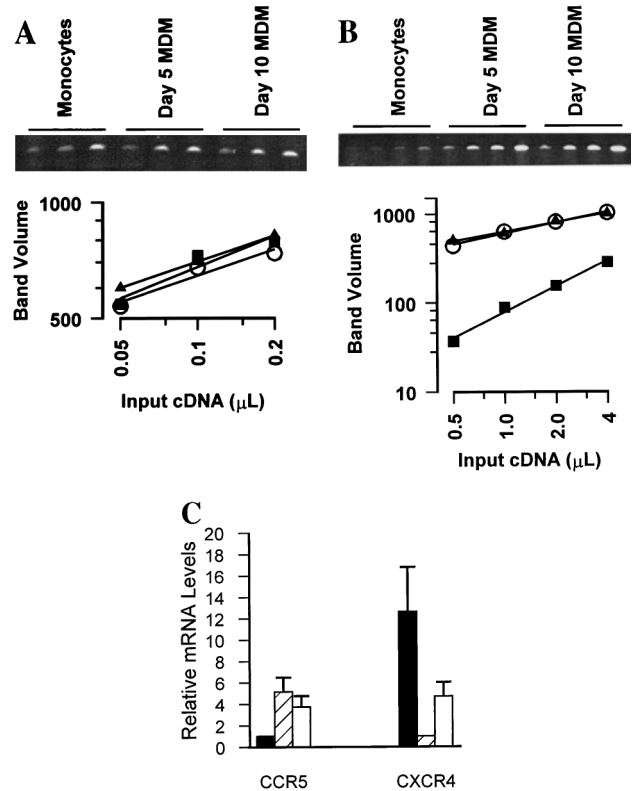 A
Monocytes
Day 5 MDM
Day 10 MDM
1000
500
Band Volume
0.05
0.1
0.2
Input cDNA (μL)
B
Monocytes
Day 5 MDM
Day 10 MDM
1000
100
10
Band Volume
0.5
1.0
2.0
4
Input cDNA (μL)
C
Relative mRNA Levels
20
18
16
14
12
10
8
6
4
2
0
CCR5
CXCR4